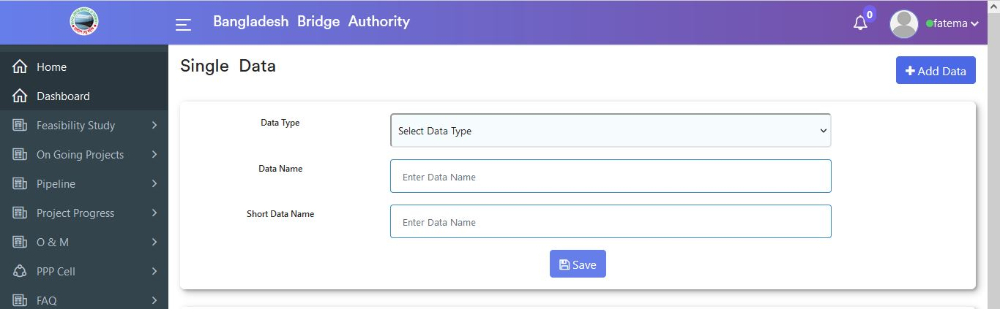 Bangladesh Bridge Authority
0
fatema
Home
Dashboard
Feasibility Study
On Going Projects
Pipeline
Project Progress
O & M
PPP Cell
FAQ
Single Data
Add Data
Data Type
Select Data Type
Data Name
Enter Data Name
Short Data Name
Enter Data Name
Save